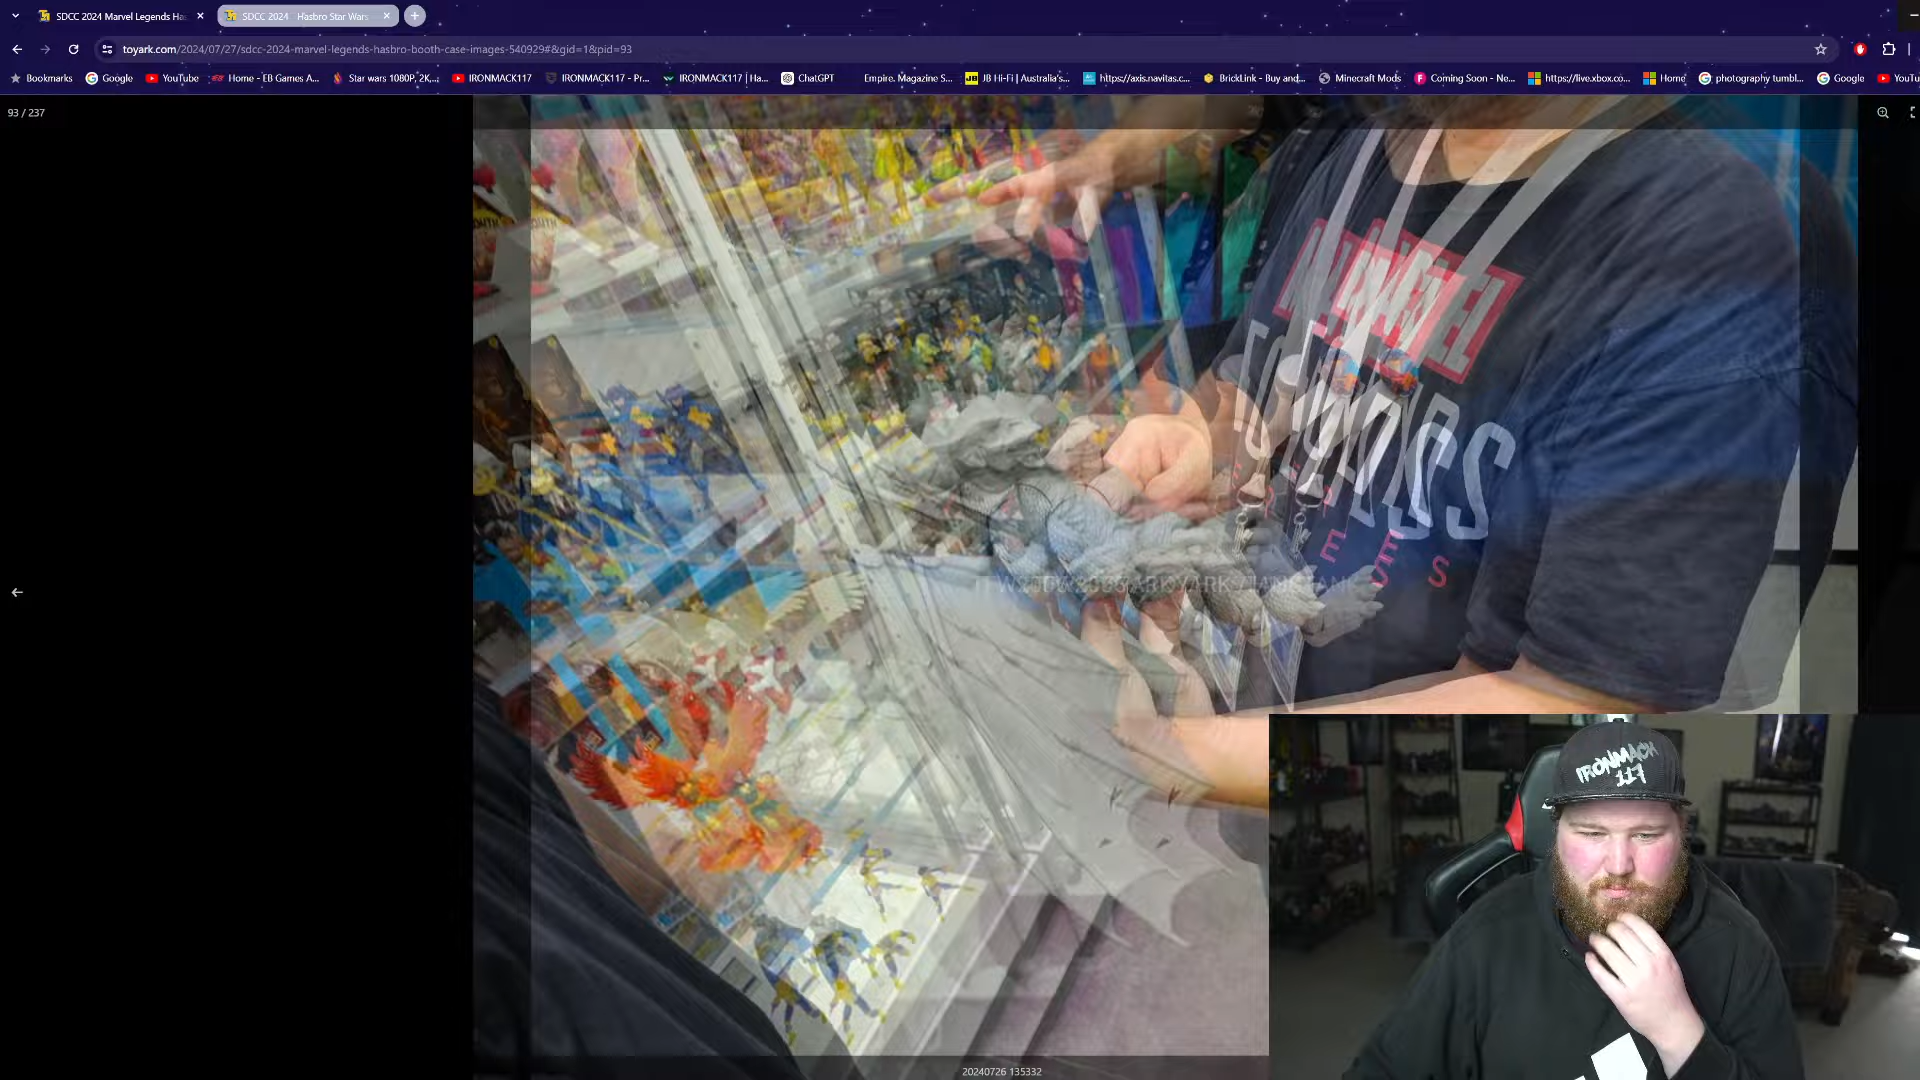 SDCC 2024 Marvel Legends Has
SDCC 2024 - Hasbro Star Wars
toyark.com/2024/07/27/sdcc-2024-marvel-legends-hasbro-booth-case-images-540929#&gid=1&pid=93
Bookmarks Google YouTube Home - EB Games A... Star wars 1080P, 2K,... IRONMACK117 IRONMACK117 - Pr... IRONMACK117 | Ha... ChatGPT Empire. Magazine S... JB Hi-Fi | Australia's... https://axis.navitas.c... BrickLink - Buy and... Minecraft Mods Coming Soon - Ne... https://live.xbox.co... Home photography tumbl... Google YouTu
93 / 237
MARVEL
IRONMACK
117
20240726 135332